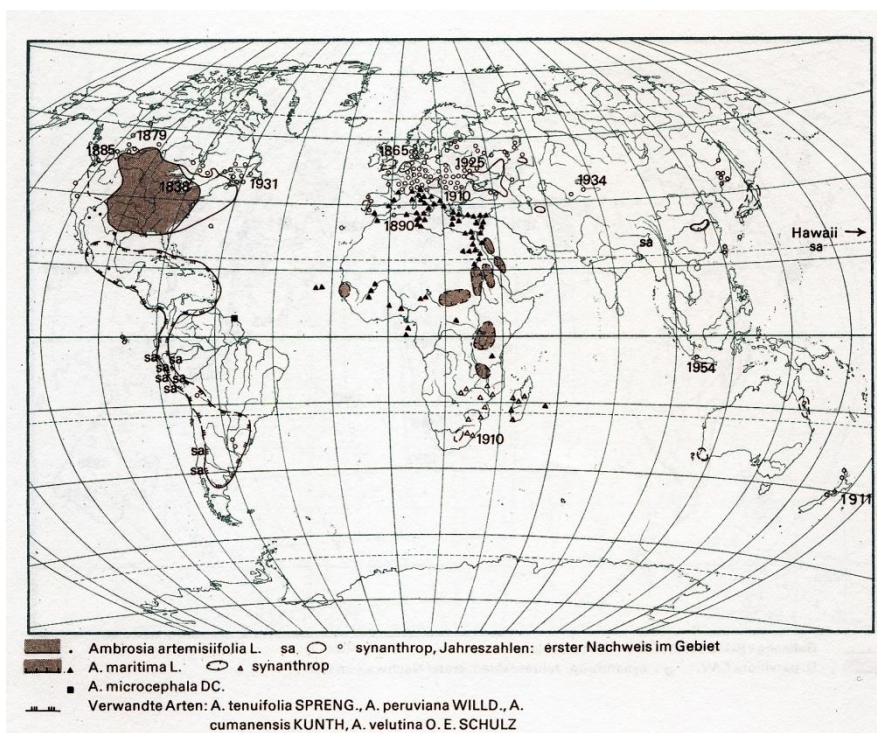 1879
1885
1865
1925
1838
1931
1934
1910
1890
sa
Hawaii →
sa
sa sa
sa
sa sa
sa
1954
1910
sa
sa
1911
Ambrosia artemisiifolia L. sa, synanthrop, Jahreszahlen: erster Nachweis im Gebiet
A. maritima L. synanthrop
A. microcephala DC.
Verwandte Arten: A. tenuifolia SPRENG., A. peruviana WILLD., A.
cumanensis KUNTH, A. velutina O. E. SCHULZ